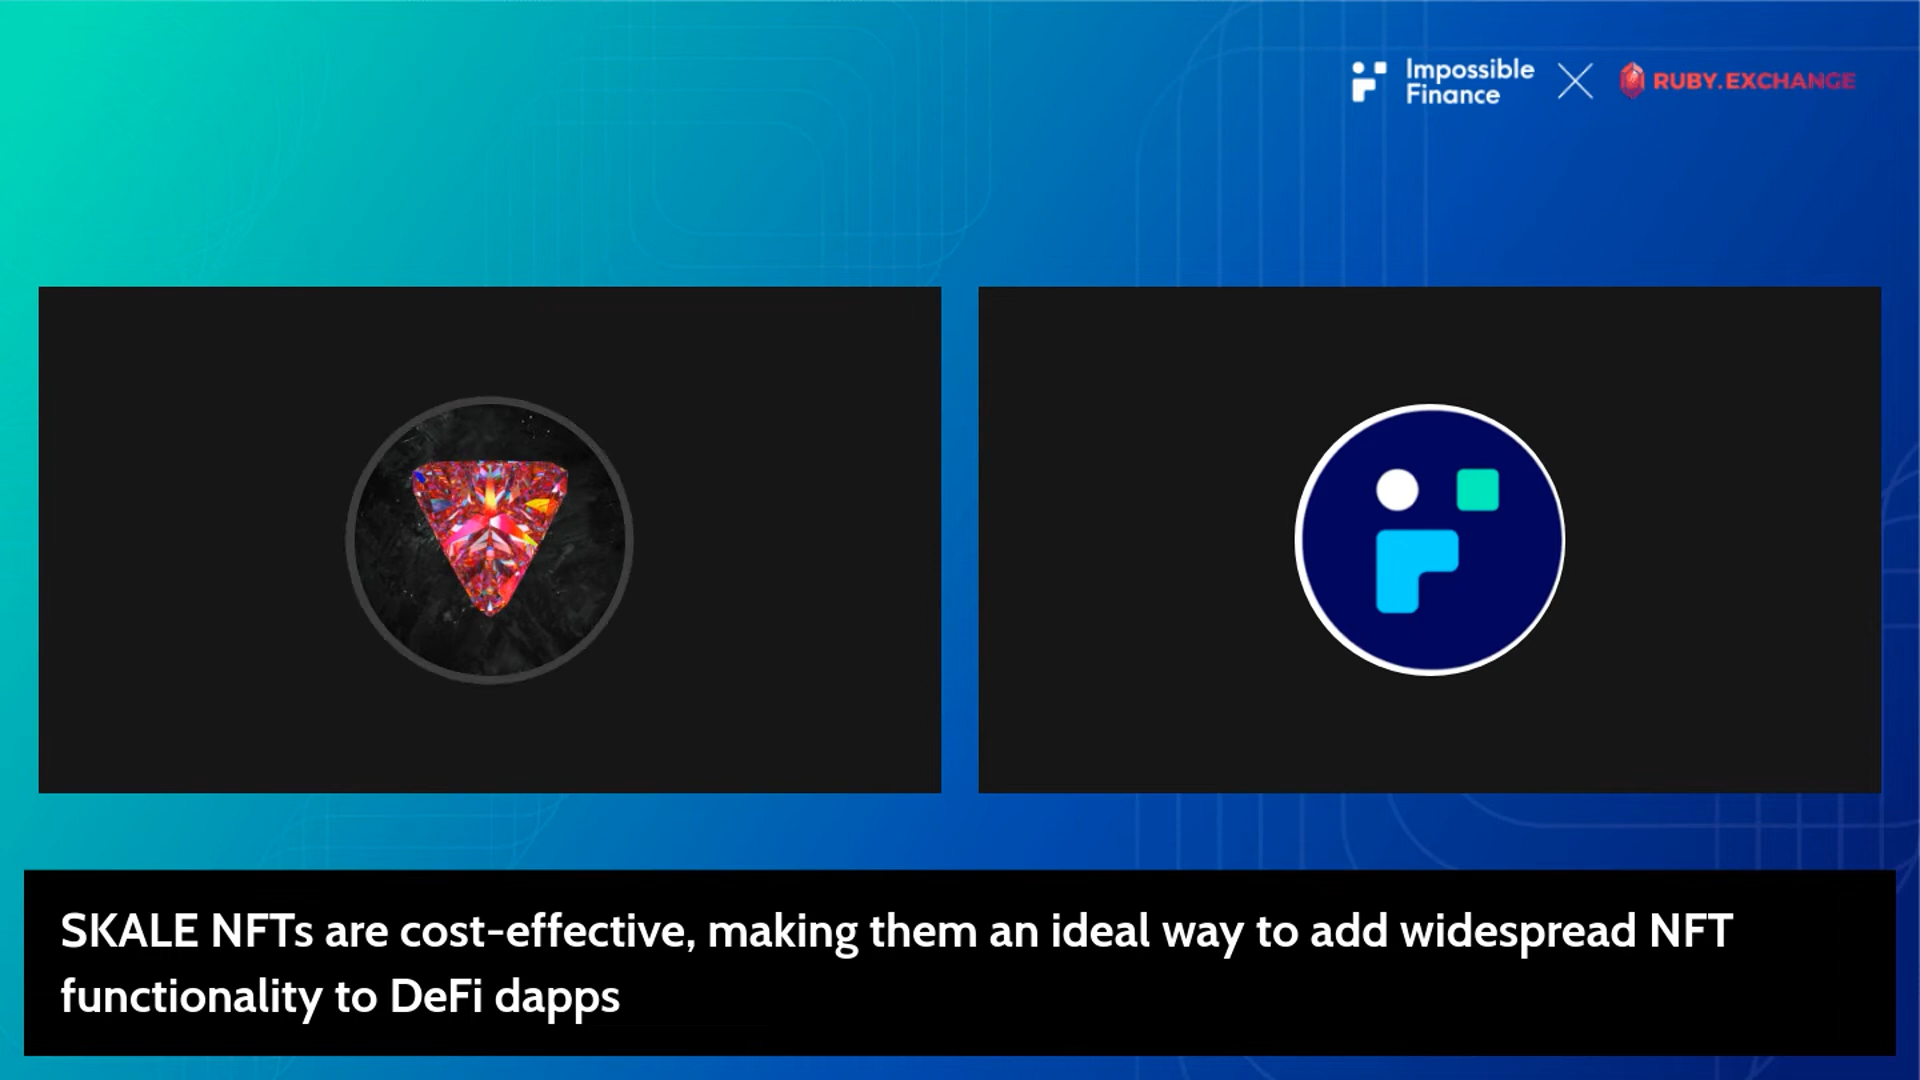 Impossible
Finance
RUBY.EXCHANGE
SKALE NFTs are cost-effective, making them an ideal way to add widespread NFT
functionality to DeFi dapps